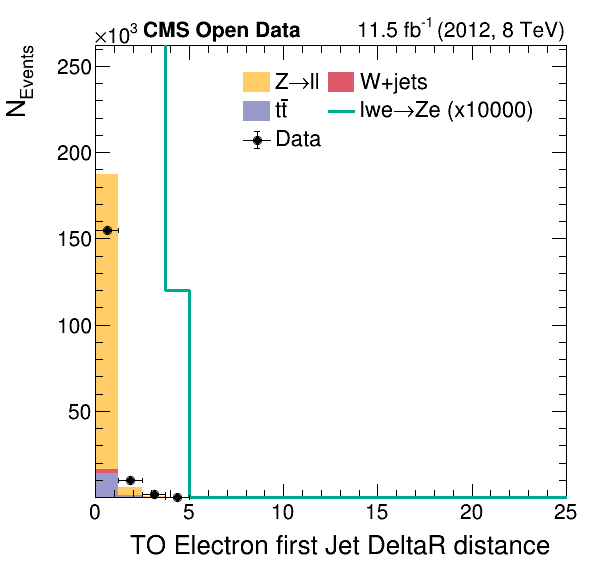 ×10³ CMS Open Data 11.5 fb⁻¹ (2012, 8 TeV)
N_Events
250
200
150
100
50
Z→ll W+jets
tt̄ lwe→Ze (x10000)
Data
0 5 10 15 20 25
TO Electron first Jet DeltaR distance